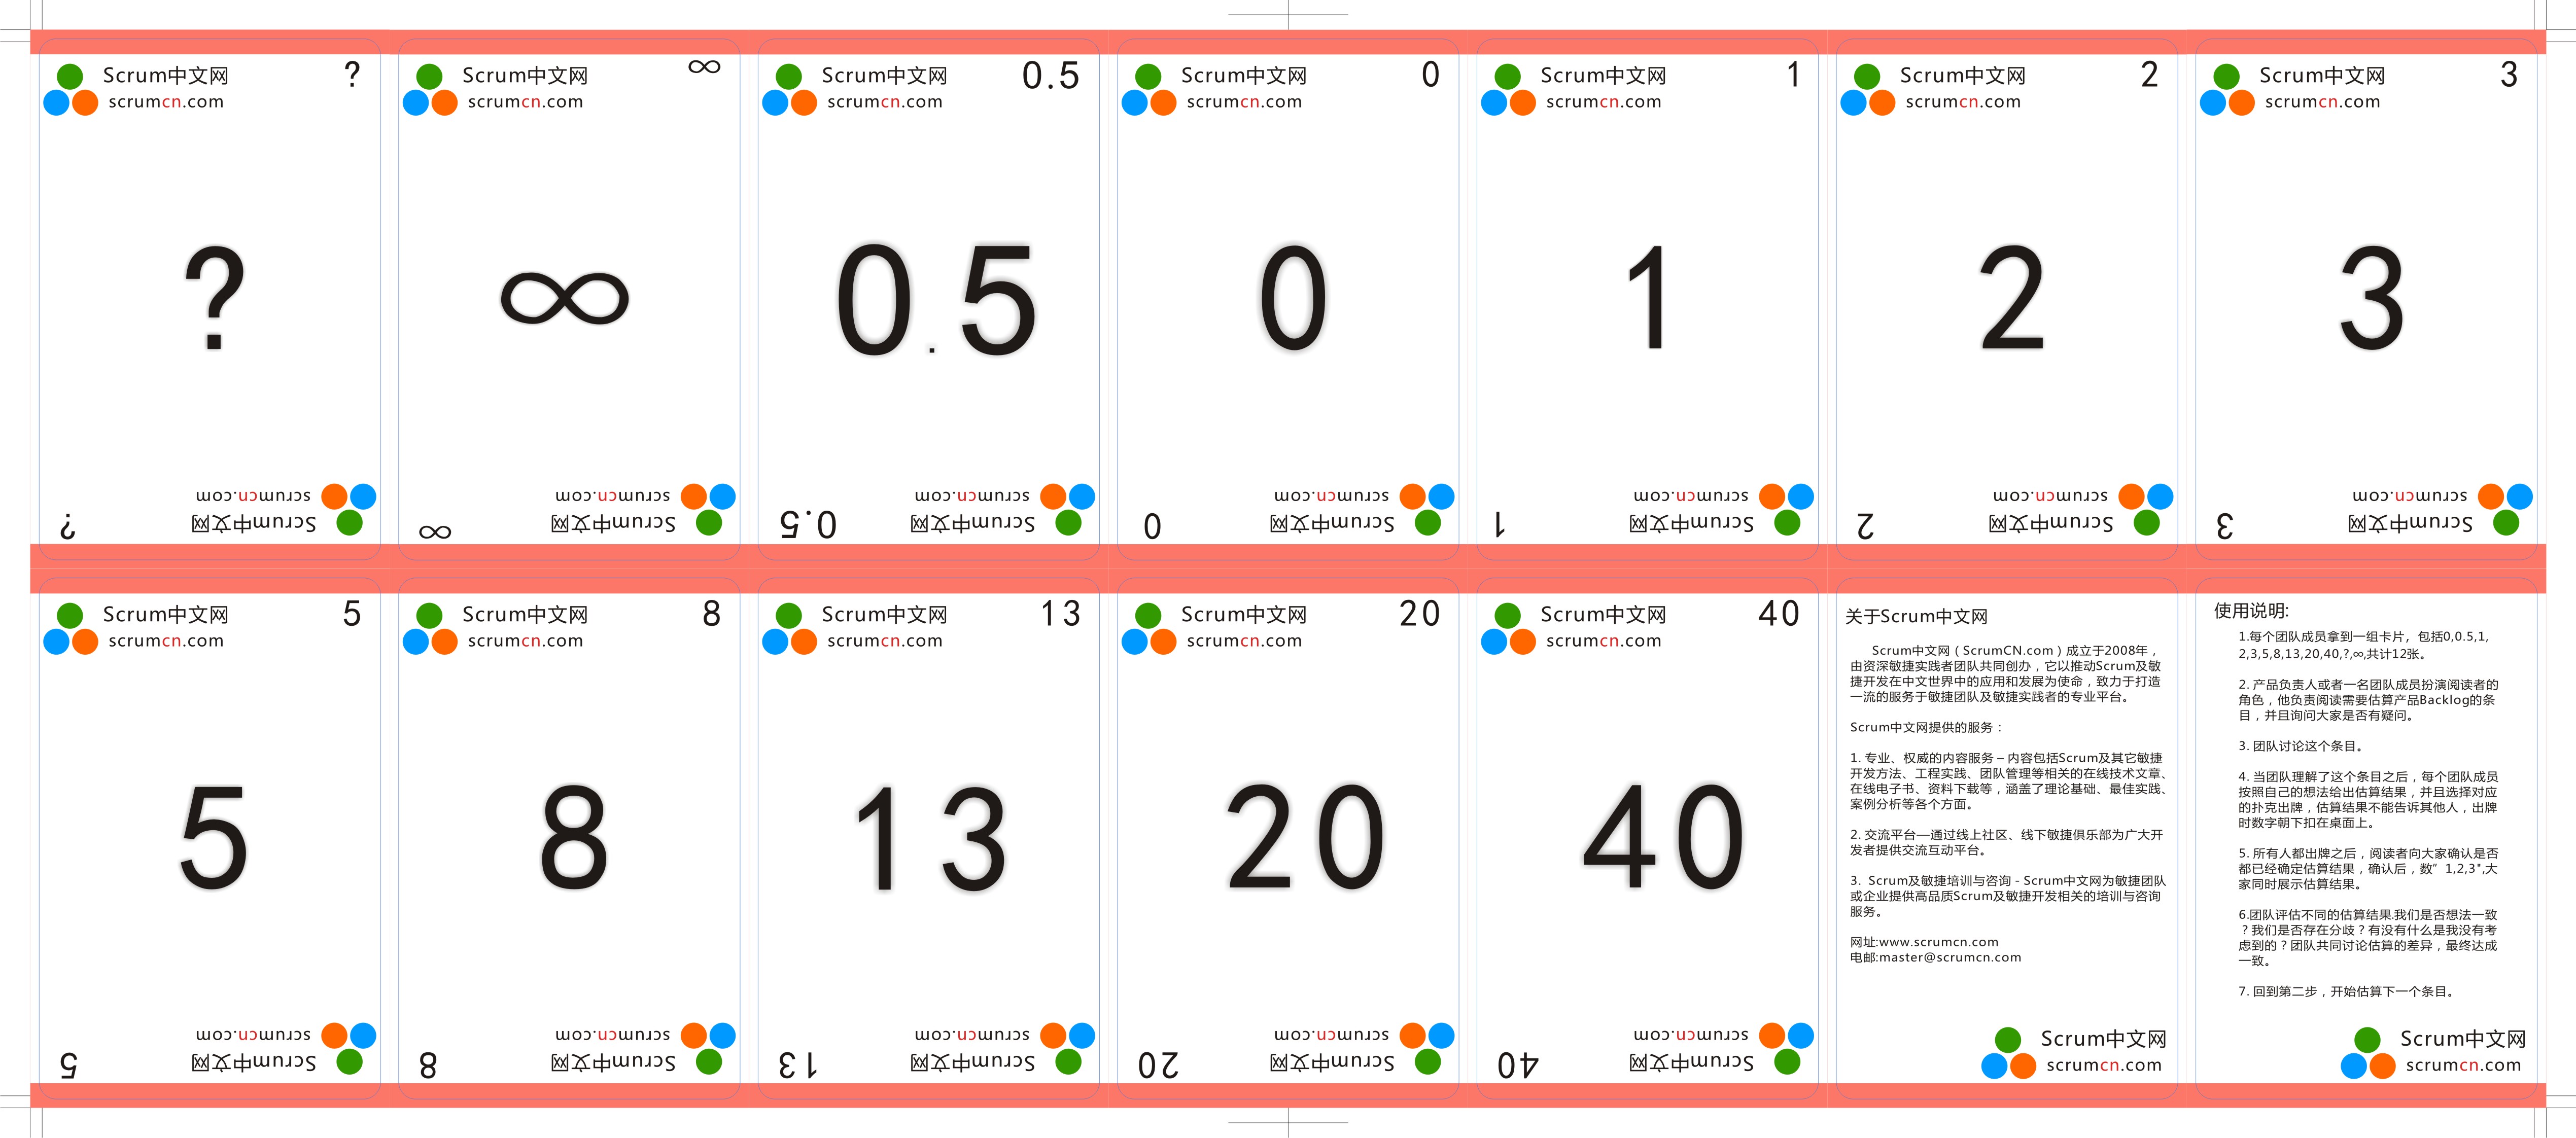 Scrum中文网
scrumcn.com
?
?
scrumcn.com
Scrum中文网
?
Scrum中文网
scrumcn.com
∞
∞
scrumcn.com
Scrum中文网
∞
Scrum中文网
scrumcn.com
0.5
0.5
scrumcn.com
Scrum中文网
0.5
Scrum中文网
scrumcn.com
0
0
scrumcn.com
Scrum中文网
0
Scrum中文网
scrumcn.com
1
1
scrumcn.com
Scrum中文网
1
Scrum中文网
scrumcn.com
2
2
scrumcn.com
Scrum中文网
2
Scrum中文网
scrumcn.com
3
3
scrumcn.com
Scrum中文网
3
Scrum中文网
scrumcn.com
5
5
scrumcn.com
Scrum中文网
5
Scrum中文网
scrumcn.com
8
8
scrumcn.com
Scrum中文网
8
Scrum中文网
scrumcn.com
13
13
scrumcn.com
Scrum中文网
13
Scrum中文网
scrumcn.com
20
20
scrumcn.com
Scrum中文网
20
Scrum中文网
scrumcn.com
40
40
scrumcn.com
Scrum中文网
40
关于Scrum中文网
Scrum中文网（ScrumCN.com）成立于2008年，
由资深敏捷实践者团队共同创办，它以推动Scrum及敏
捷开发在中文世界中的应用和发展为使命，致力于打造
一流的服务于敏捷团队及敏捷实践者的专业平台。
Scrum中文网提供的服务：
1. 专业、权威的内容服务 – 内容包括Scrum及其它敏捷
开发方法、工程实践、团队管理等相关的在线技术文章、
在线电子书、资料下载等，涵盖了理论基础、最佳实践、
案例分析等各个方面。
2. 交流平台—通过线上社区、线下敏捷俱乐部为广大开
发者提供交流互动平台。
3. Scrum及敏捷培训与咨询 - Scrum中文网为敏捷团队
或企业提供高品质Scrum及敏捷开发相关的培训与咨询
服务。
网址:www.scrumcn.com
电邮:master@scrumcn.com
Scrum中文网
scrumcn.com
使用说明:
1.每个团队成员拿到一组卡片，包括0,0.5,1,
2,3,5,8,13,20,40,?,∞,共计12张。
2. 产品负责人或者一名团队成员扮演阅读者的
角色，他负责阅读需要估算产品Backlog的条
目，并且询问大家是否有疑问。
3. 团队讨论这个条目。
4. 当团队理解了这个条目之后，每个团队成员
按照自己的想法给出估算结果，并且选择对应
的扑克出牌，估算结果不能告诉其他人，出牌
时数字朝下扣在桌面上。
5. 所有人都出牌之后，阅读者向大家确认是否
都已经确定估算结果，确认后，数”1,2,3",大
家同时展示估算结果。
6.团队评估不同的估算结果.我们是否想法一致
？我们是否存在分歧？有没有什么是我没有考
虑到的？团队共同讨论估算的差异，最终达成
一致。
7. 回到第二步，开始估算下一个条目。
Scrum中文网
scrumcn.com